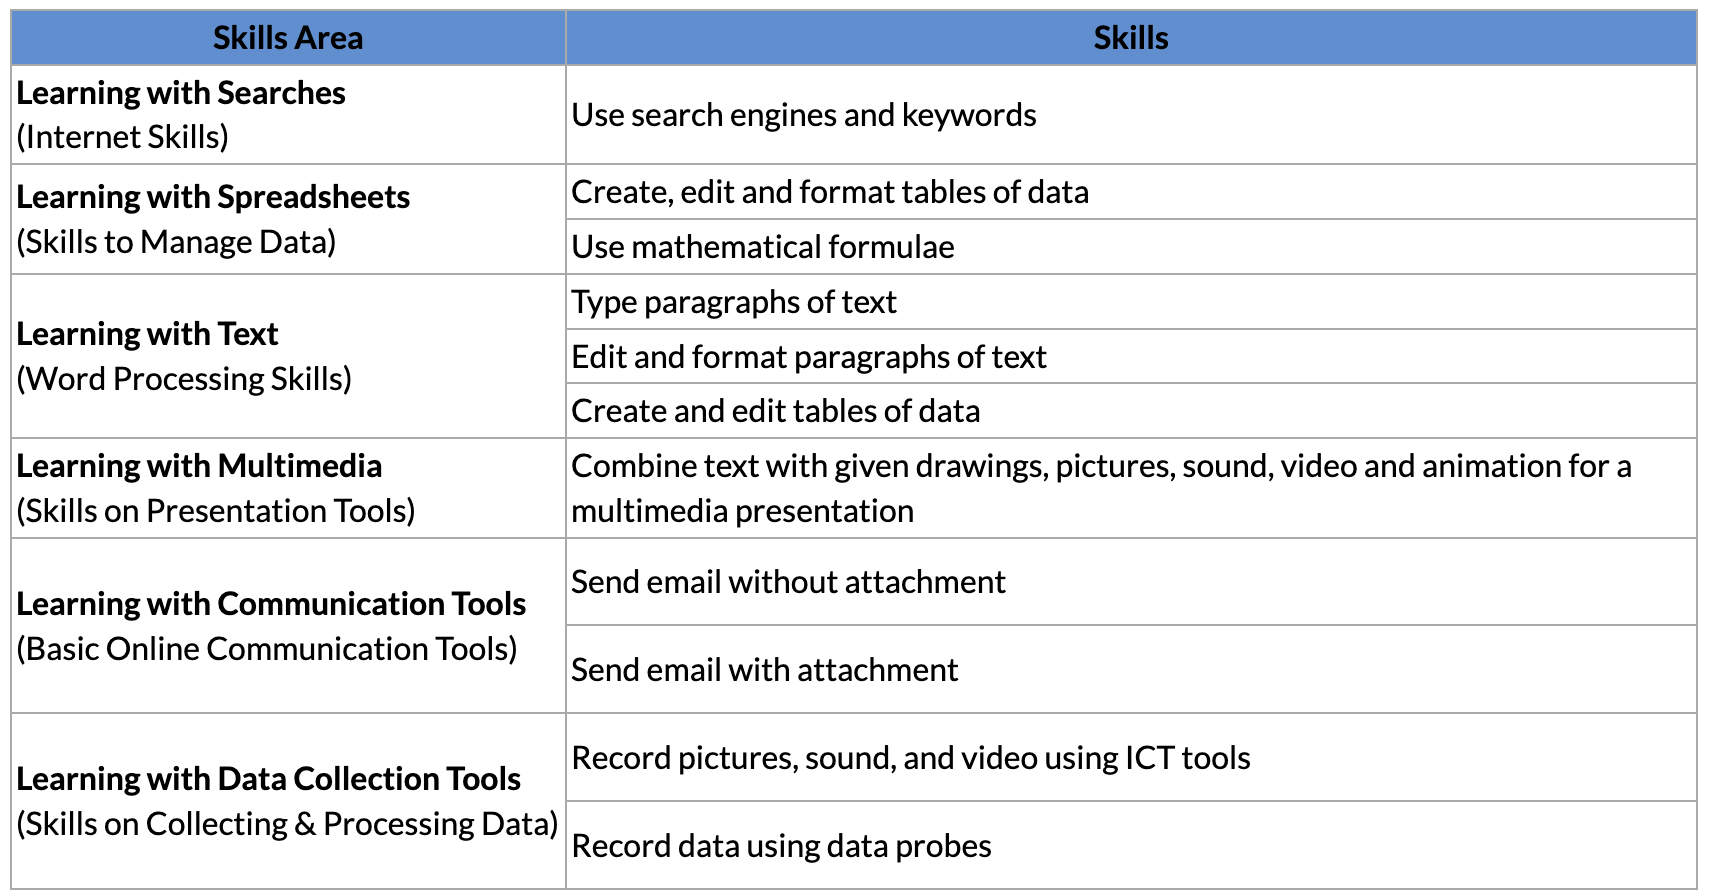 Skills Area
Skills
Learning with Searches
(Internet Skills)
Use search engines and keywords
Learning with Spreadsheets
(Skills to Manage Data)
Create, edit and format tables of data
Use mathematical formulae
Learning with Text
(Word Processing Skills)
Type paragraphs of text
Edit and format paragraphs of text
Create and edit tables of data
Learning with Multimedia
(Skills on Presentation Tools)
Combine text with given drawings, pictures, sound, video and animation for a
multimedia presentation
Learning with Communication Tools
(Basic Online Communication Tools)
Send email without attachment
Send email with attachment
Learning with Data Collection Tools
(Skills on Collecting & Processing Data)
Record pictures, sound, and video using ICT tools
Record data using data probes